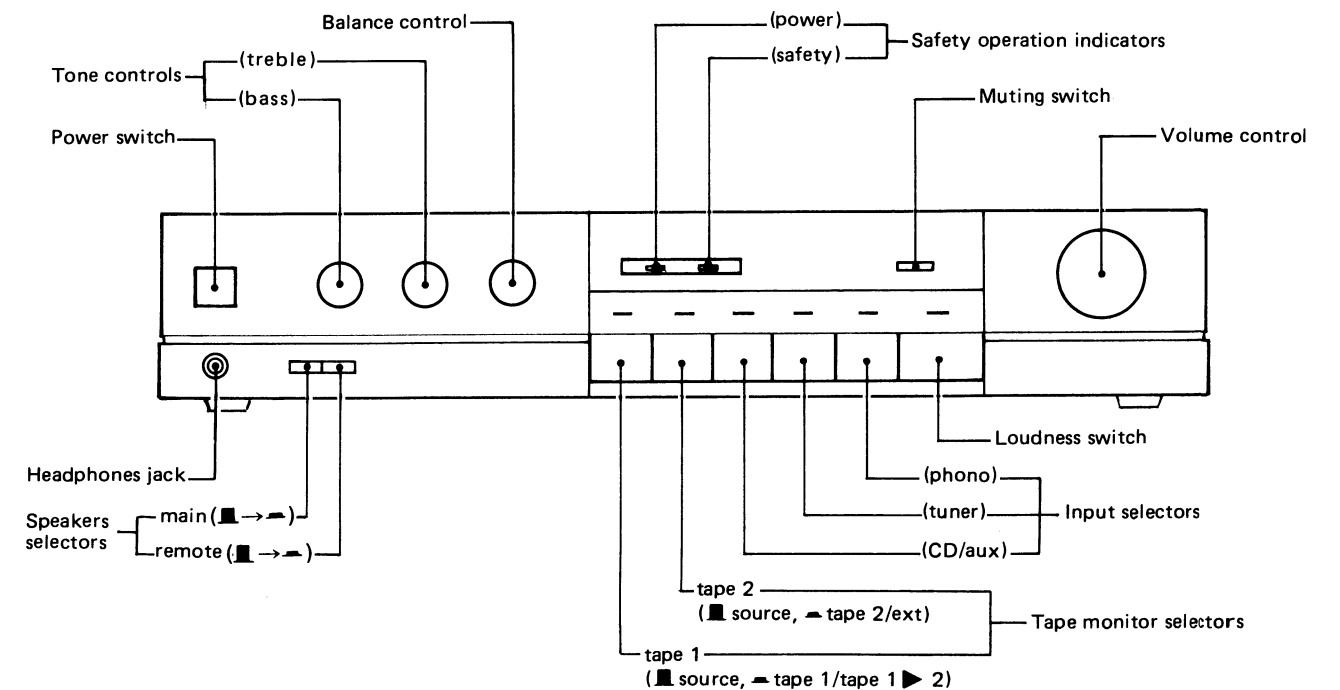 Balance control
(power)
(safety)
Safety operation indicators
Tone controls
(treble)
(bass)
Muting switch
Power switch
Volume control
Loudness switch
Headphones jack
(phono)
(tuner)
(CD/aux)
Input selectors
Speakers
selectors
main (→)
remote (→)
tape 2
(source, tape 2/ext)
Tape monitor selectors
tape 1
(source, tape 1/tape 1 ▶ 2)